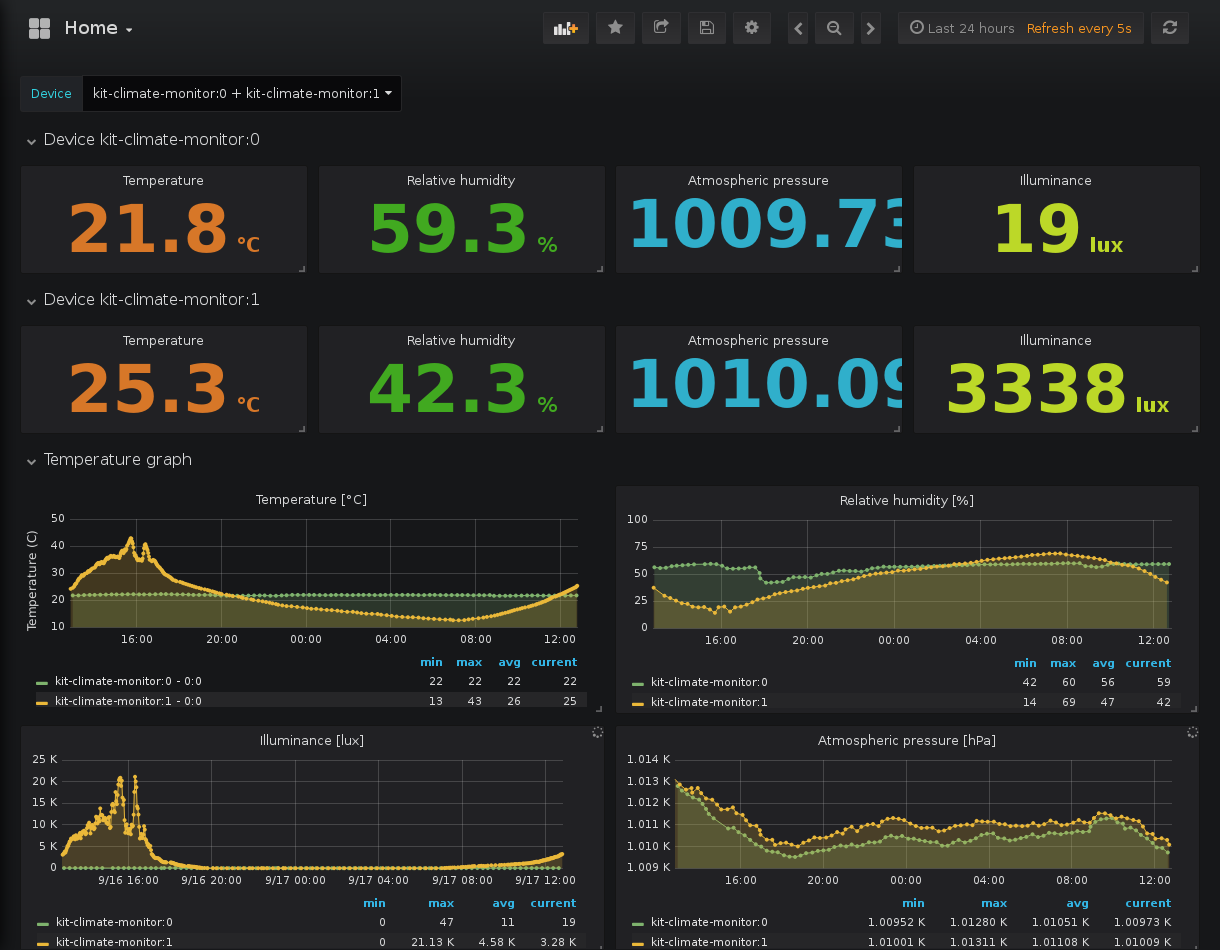 Home
Last 24 hours Refresh every 5s
Device kit-climate-monitor:0 + kit-climate-monitor:1
Device kit-climate-monitor:0
Temperature Relative humidity Atmospheric pressure Illuminance
21.8 °C 59.3 % 1009.73 19 lux
Device kit-climate-monitor:1
Temperature Relative humidity Atmospheric pressure Illuminance
25.3 °C 42.3 % 1010.09 3338 lux
Temperature graph
Temperature [°C]
Temperature (C)
50
40
30
20
10
16:00 20:00 00:00 04:00 08:00 12:00
min max avg current
kit-climate-monitor:0 - 0:0 22 22 22 22
kit-climate-monitor:1 - 0:0 13 43 26 25
Relative humidity [%]
100
75
50
25
0
16:00 20:00 00:00 04:00 08:00 12:00
min max avg current
kit-climate-monitor:0 42 60 56 59
kit-climate-monitor:1 14 69 47 42
Illuminance [lux]
25 K
20 K
15 K
10 K
5 K
0
9/16 16:00 9/16 20:00 9/17 00:00 9/17 04:00 9/17 08:00 9/17 12:00
min max avg current
kit-climate-monitor:0 0 47 11 19
kit-climate-monitor:1 0 21.13 K 4.58 K 3.28 K
Atmospheric pressure [hPa]
1.014 K
1.013 K
1.012 K
1.011 K
1.010 K
1.009 K
16:00 20:00 00:00 04:00 08:00 12:00
min max avg current
kit-climate-monitor:0 1.00952 K 1.01280 K 1.01051 K 1.00973 K
kit-climate-monitor:1 1.01001 K 1.01311 K 1.01108 K 1.01009 K